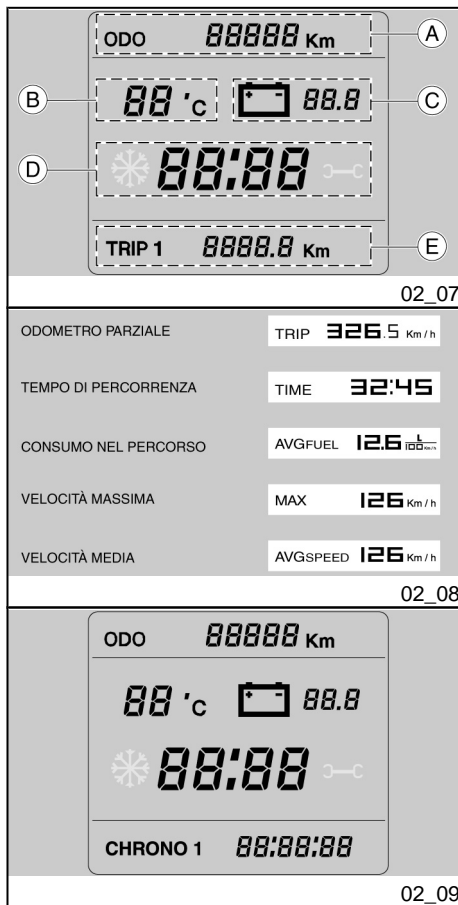 ODO 88888 Km
A
B
88 °C
88.8
C
D
88:88
TRIP 1 8888.8 Km
E
02_07
ODOMETRO PARZIALE TRIP 326.5 Km / h
TEMPO DI PERCORRENZA TIME 32:45
CONSUMO NEL PERCORSO AVGFUEL 12.6 L
VELOCITÀ MASSIMA MAX 126 Km / h
VELOCITÀ MEDIA AVGSPEED 126 Km / h
02_08
ODO 88888 Km
88 °C 88.8
88:88
CHRONO 1 88:88:88
02_09